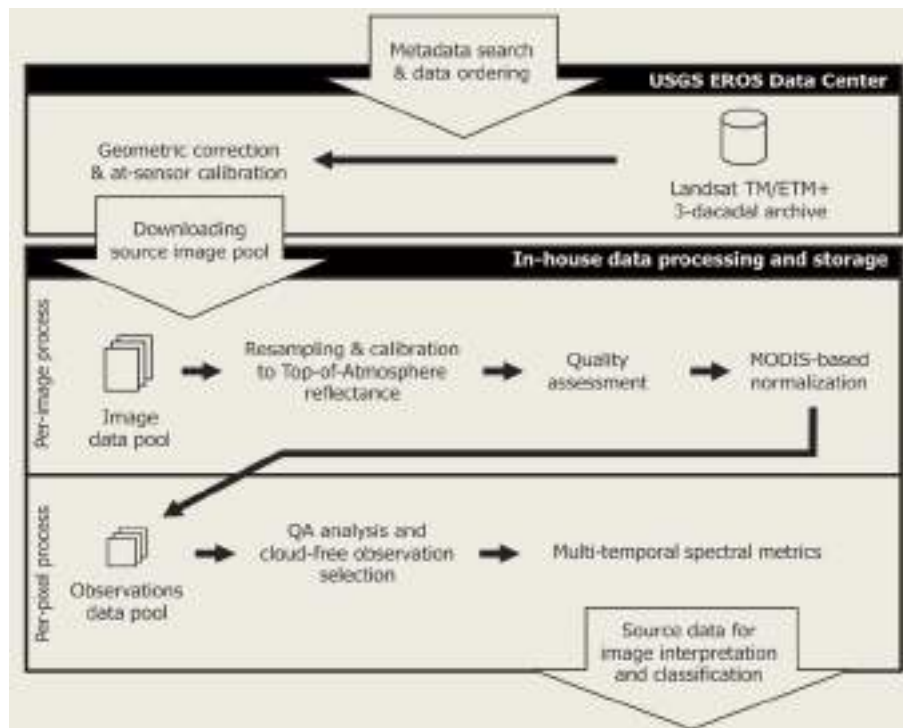 Metadata search
& data ordering
USGS EROS Data Center
Geometric correction
& at-sensor calibration
Landsat TM/ETM+
3-dacadal archive
Downloading
source image pool
In-house data processing and storage
Per-image process
Image
data pool
Resampling & calibration
to Top-of-Atmosphere
reflectance
Quality
assessment
MODIS-based
normalization
Per-pixel process
Observations
data pool
QA analysis and
cloud-free observation
selection
Multi-temporal spectral metrics
Source data for
image interpretation
and classification